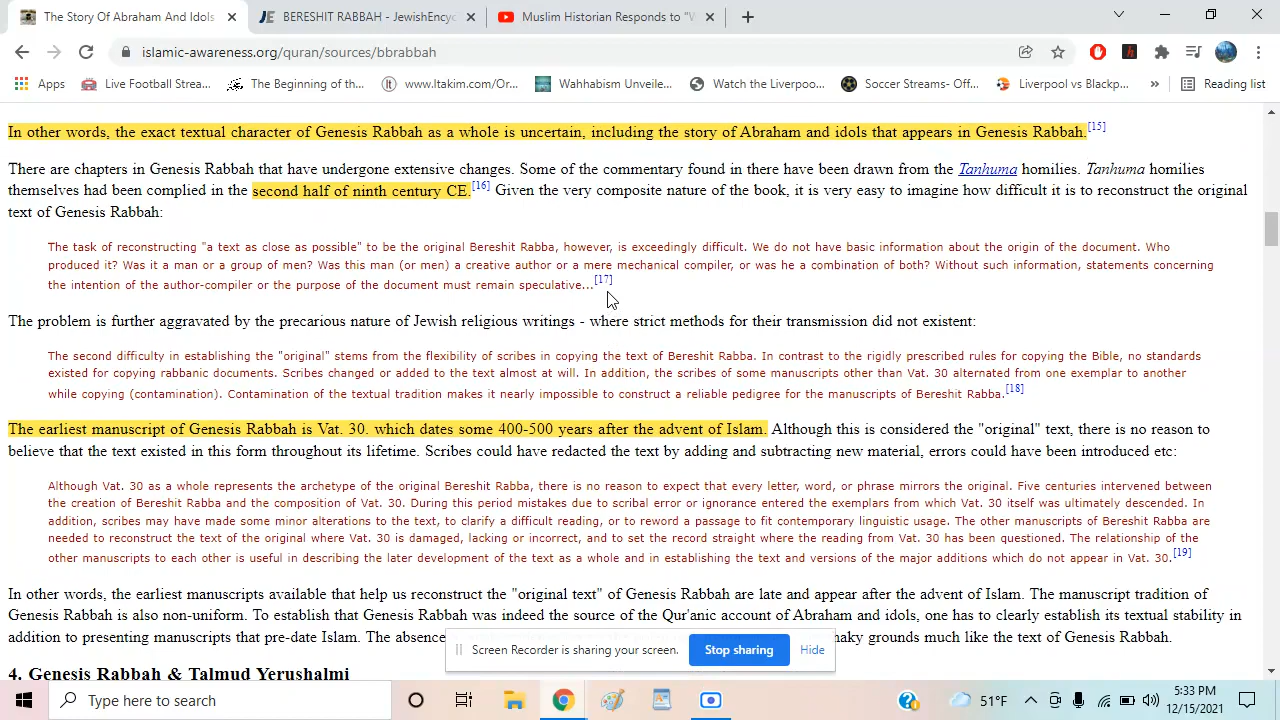 The Story Of Abraham And Idols
BERESHIT RABBAH - JewishEncy
Muslim Historian Responds to "W
islamic-awareness.org/quran/sources/bbrabbah
Apps Live Football Strea... The Beginning of th... www.ltakim.com/Or... Wahhabism Unveile... Watch the Liverpoo... Soccer Streams- Off... Liverpool vs Blackp... » Reading list
In other words, the exact textual character of Genesis Rabbah as a whole is uncertain, including the story of Abraham and idols that appears in Genesis Rabbah.[15]
There are chapters in Genesis Rabbah that have undergone extensive changes. Some of the commentary found in there have been drawn from the Tanhuma homilies. Tanhuma homilies
themselves had been complied in the second half of ninth century CE.[16] Given the very composite nature of the book, it is very easy to imagine how difficult it is to reconstruct the original
text of Genesis Rabbah:
The task of reconstructing "a text as close as possible" to be the original Bereshit Rabba, however, is exceedingly difficult. We do not have basic information about the origin of the document. Who
produced it? Was it a man or a group of men? Was this man (or men) a creative author or a mere mechanical compiler, or was he a combination of both? Without such information, statements concerning
the intention of the author-compiler or the purpose of the document must remain speculative...[17]
The problem is further aggravated by the precarious nature of Jewish religious writings - where strict methods for their transmission did not existent:
The second difficulty in establishing the "original" stems from the flexibility of scribes in copying the text of Bereshit Rabba. In contrast to the rigidly prescribed rules for copying the Bible, no standards
existed for copying rabbanic documents. Scribes changed or added to the text almost at will. In addition, the scribes of some manuscripts other than Vat. 30 alternated from one exemplar to another
while copying (contamination). Contamination of the textual tradition makes it nearly impossible to construct a reliable pedigree for the manuscripts of Bereshit Rabba.[18]
The earliest manuscript of Genesis Rabbah is Vat. 30. which dates some 400-500 years after the advent of Islam. Although this is considered the "original" text, there is no reason to
believe that the text existed in this form throughout its lifetime. Scribes could have redacted the text by adding and subtracting new material, errors could have been introduced etc:
Although Vat. 30 as a whole represents the archetype of the original Bereshit Rabba, there is no reason to expect that every letter, word, or phrase mirrors the original. Five centuries intervened between
the creation of Bereshit Rabba and the composition of Vat. 30. During this period mistakes due to scribal error or ignorance entered the exemplars from which Vat. 30 itself was ultimately descended. In
addition, scribes may have made some minor alterations to the text, to clarify a difficult reading, or to reword a passage to fit contemporary linguistic usage. The other manuscripts of Bereshit Rabba are
needed to reconstruct the text of the original where Vat. 30 is damaged, lacking or incorrect, and to set the record straight where the reading from Vat. 30 has been questioned. The relationship of the
other manuscripts to each other is useful in describing the later development of the text as a whole and in establishing the text and versions of the major additions which do not appear in Vat. 30.[19]
In other words, the earliest manuscripts available that help us reconstruct the "original text" of Genesis Rabbah are late and appear after the advent of Islam. The manuscript tradition of
Genesis Rabbah is also non-uniform. To establish that Genesis Rabbah was indeed the source of the Qur'anic account of Abraham and idols, one has to clearly establish its textual stability in
addition to presenting manuscripts that pre-date Islam. The absence
haky grounds much like the text of Genesis Rabbah.
Screen Recorder is sharing your screen. Stop sharing Hide
4. Genesis Rabbah & Talmud Yerushalmi
Type here to search
51°F
5:33 PM
12/15/2021